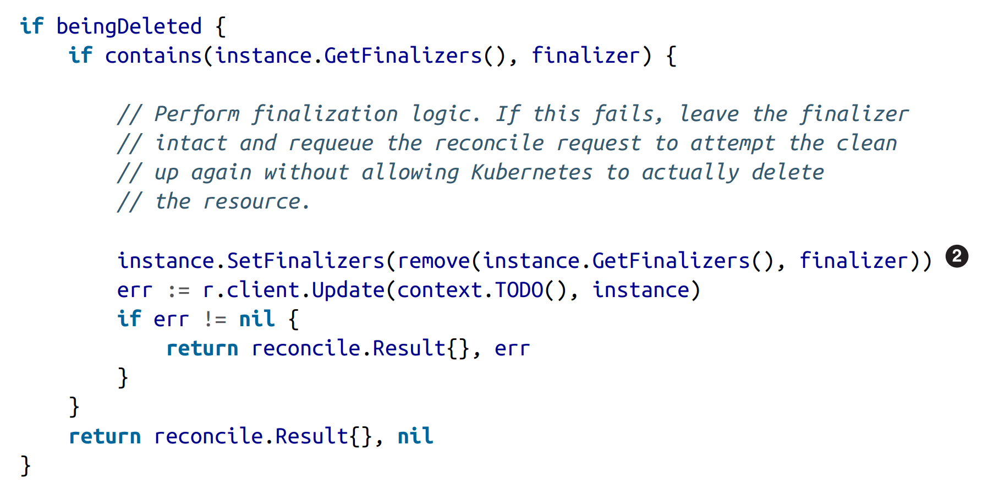 if beingDeleted {
    if contains(instance.GetFinalizers(), finalizer) {

        // Perform finalization logic. If this fails, leave the finalizer
        // intact and requeue the reconcile request to attempt the clean
        // up again without allowing Kubernetes to actually delete
        // the resource.

        instance.SetFinalizers(remove(instance.GetFinalizers(), finalizer)) ❷
        err := r.client.Update(context.TODO(), instance)
        if err != nil {
            return reconcile.Result{}, err
        }
    }
    return reconcile.Result{}, nil
}